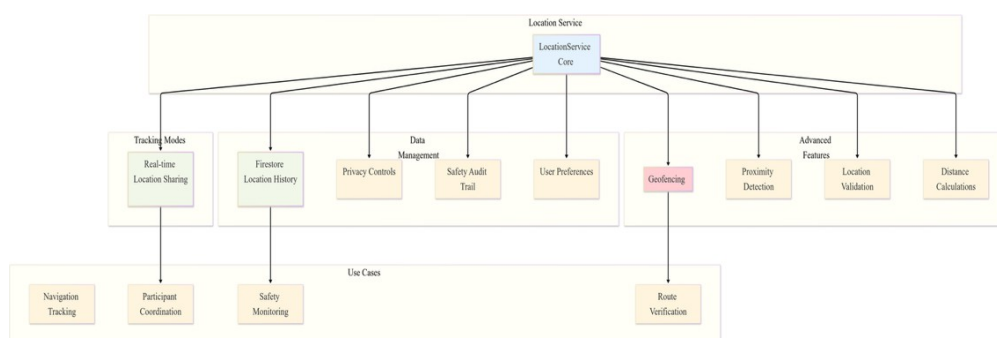 Location Service
LocationService
Core
Tracking Modes
Real-time
Location Sharing
Data
Management
Firestore
Location History
Privacy Controls
Safety Audit
Trail
User Preferences
Advanced
Features
Geofencing
Proximity
Detection
Location
Validation
Distance
Calculations
Use Cases
Navigation
Tracking
Participant
Coordination
Safety
Monitoring
Route
Verification